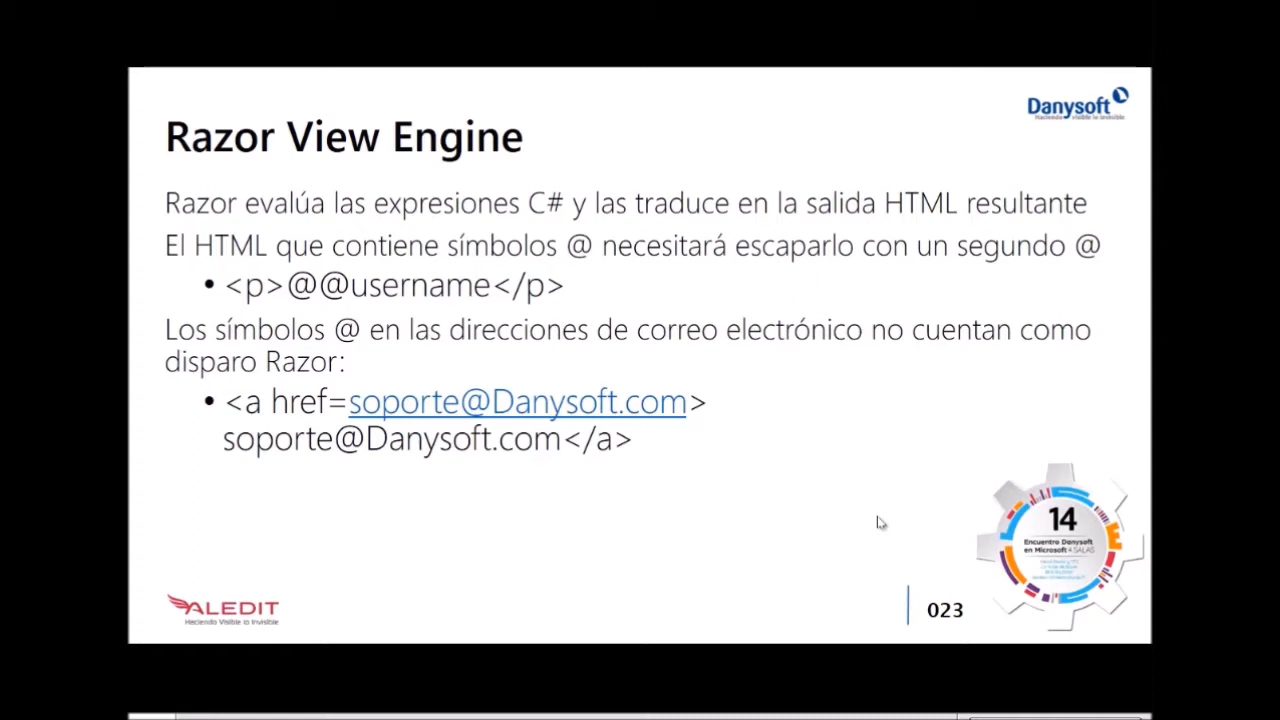 Danysoft
Haciendo visible lo invisible
Razor View Engine
Razor evalúa las expresiones C# y las traduce en la salida HTML resultante
El HTML que contiene símbolos @ necesitará escaparlo con un segundo @
• <p>@@username</p>
Los símbolos @ en las direcciones de correo electrónico no cuentan como
disparo Razor:
• <a href=soporte@Danysoft.com>
soporte@Danysoft.com</a>
14
Encuentro Danysoft
en Microsoft 4 SALAS
ALEDIT
Haciendo Visible lo Invisible
023